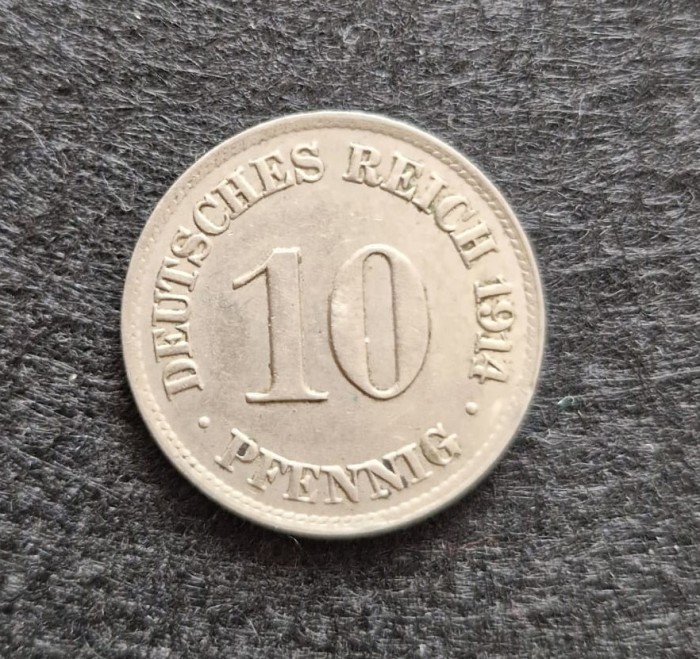 DEUTSCHES REICH 1914
10
• PFENNIG •